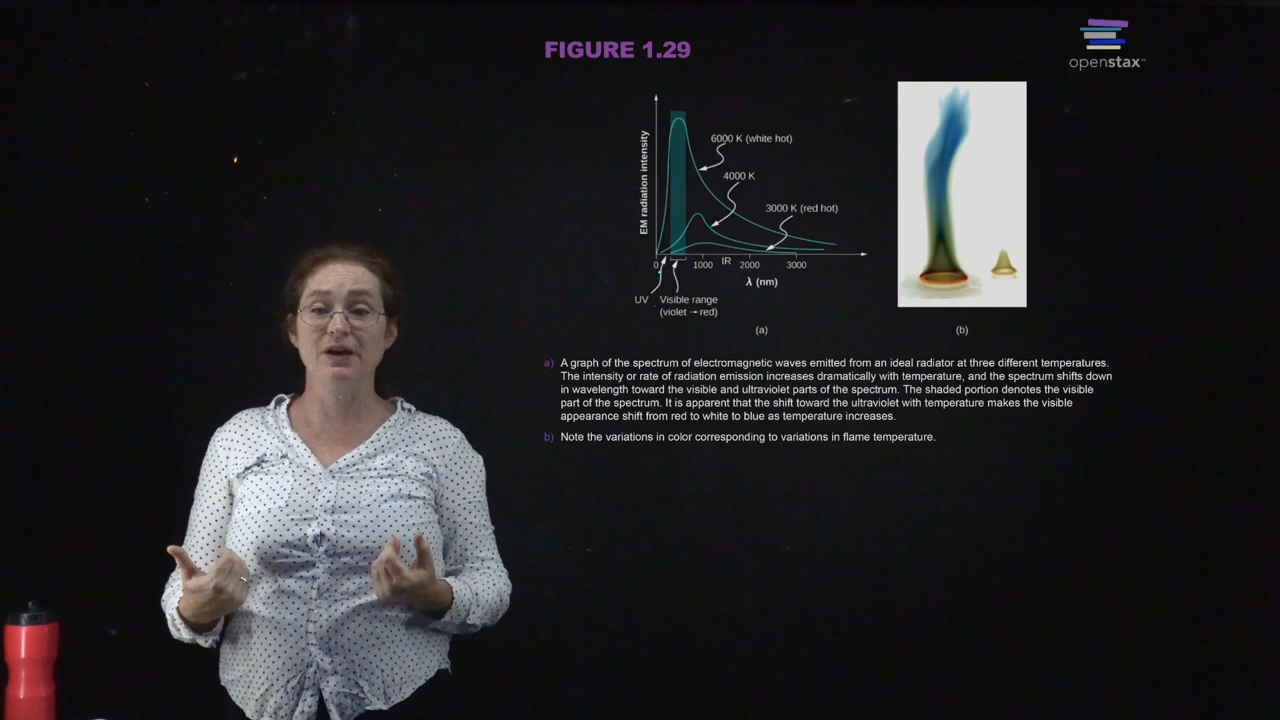 FIGURE 1.29
openstax™
EM radiation intensity
6000 K (white hot)
4000 K
3000 K (red hot)
0
1000
IR
2000
3000
λ (nm)
UV
Visible range
(violet → red)
(a)
(b)
a) A graph of the spectrum of electromagnetic waves emitted from an ideal radiator at three different temperatures.
The intensity or rate of radiation emission increases dramatically with temperature, and the spectrum shifts down
in wavelength toward the visible and ultraviolet parts of the spectrum. The shaded portion denotes the visible
part of the spectrum. It is apparent that the shift toward the ultraviolet with temperature makes the visible
appearance shift from red to white to blue as temperature increases.
b) Note the variations in color corresponding to variations in flame temperature.